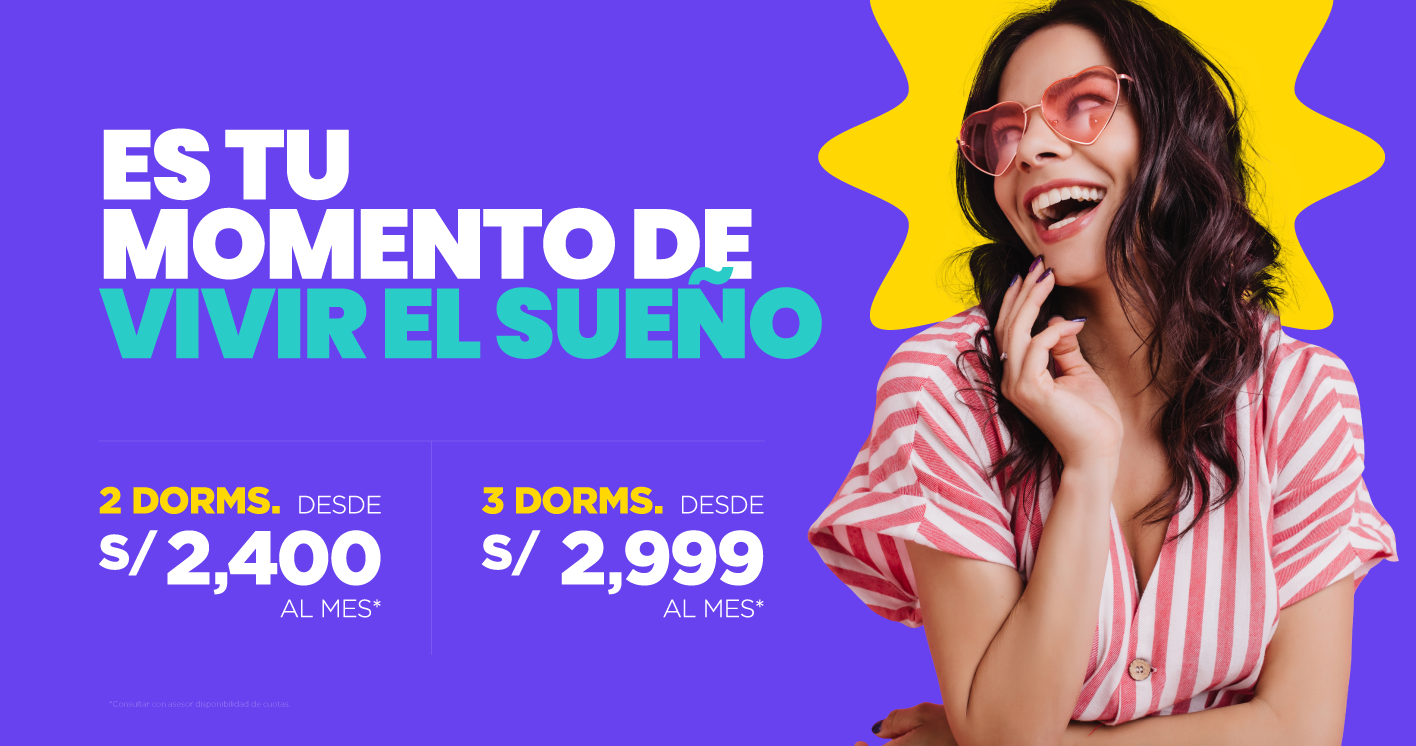 ES TU
MOMENTO DE
VIVIR EL SUEÑO
2 DORMS. DESDE
S/ 2,400
AL MES*
3 DORMS. DESDE
S/ 2,999
AL MES*
*Consultar con asesor disponibilidad de cuotas.